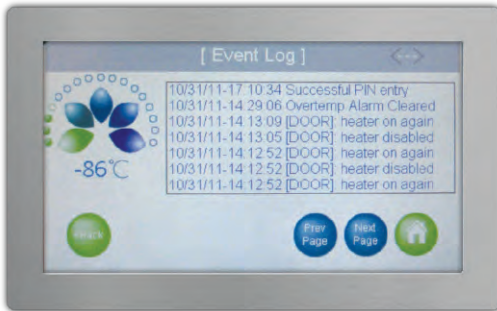 [ Event Log ]
10/31/11-17:10:34 Successful PIN entry
10/31/11-14:29:06 Overtemp Alarm Cleared
10/31/11-14:13:09 [DOOR]: heater on again
10/31/11-14:13:05 [DOOR]: heater disabled
10/31/11-14:12:52 [DOOR]: heater on again
10/31/11-14:12:52 [DOOR]: heater disabled
10/31/11-14:12:52 [DOOR]: heater on again
-86°C
Back
Prev Page
Next Page